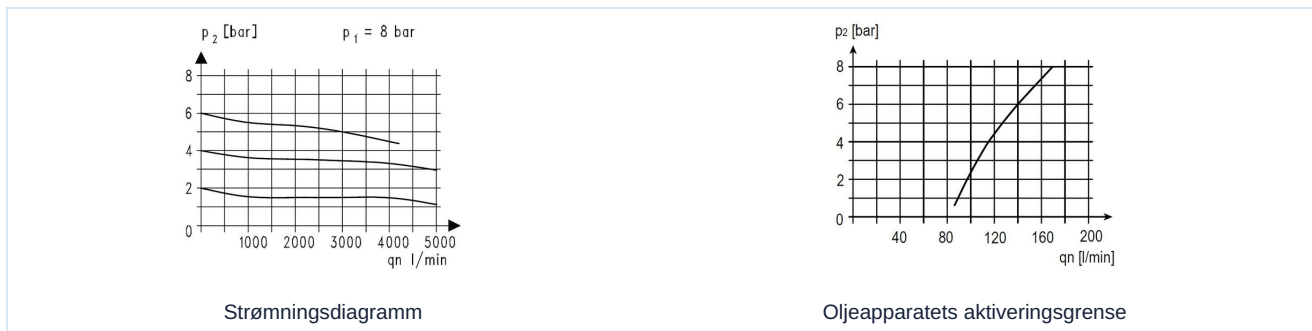 p 2 [bar]
p 1 = 8 bar
8
6
4
2
0
1000 2000 3000 4000 5000
qn l/min
Strømningsdiagramm
p2 [bar]
8
6
4
2
0
40 80 120 160 200
qn [l/min]
Oljeapparatets aktiveringsgrense